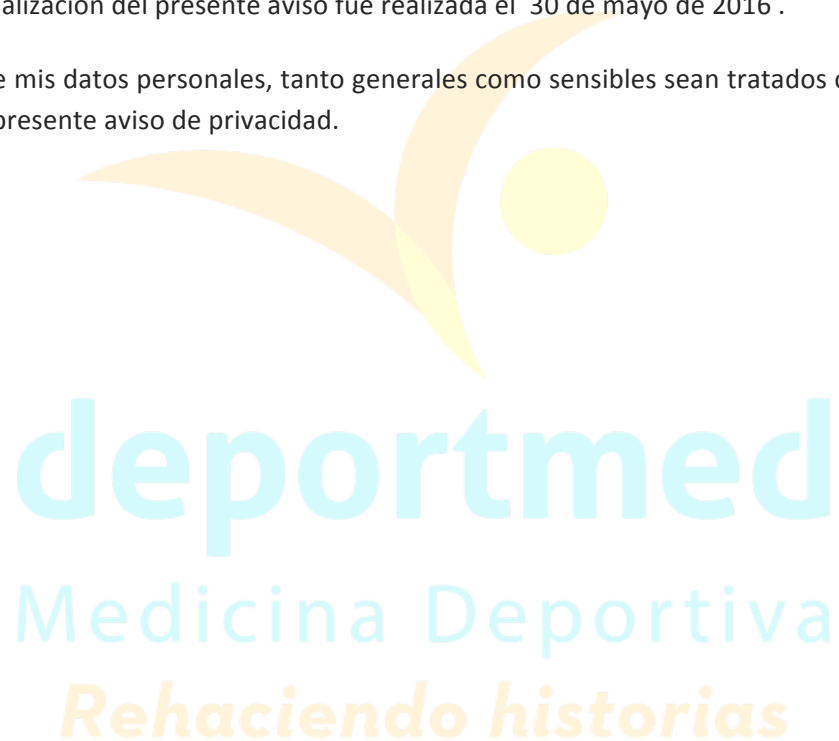 alización del presente aviso fue realizada el 30 de mayo de 2016 .
e mis datos personales, tanto generales como sensibles sean tratados
presente aviso de privacidad.
deportmed
Medicina Deportiva
Rehaciendo historias